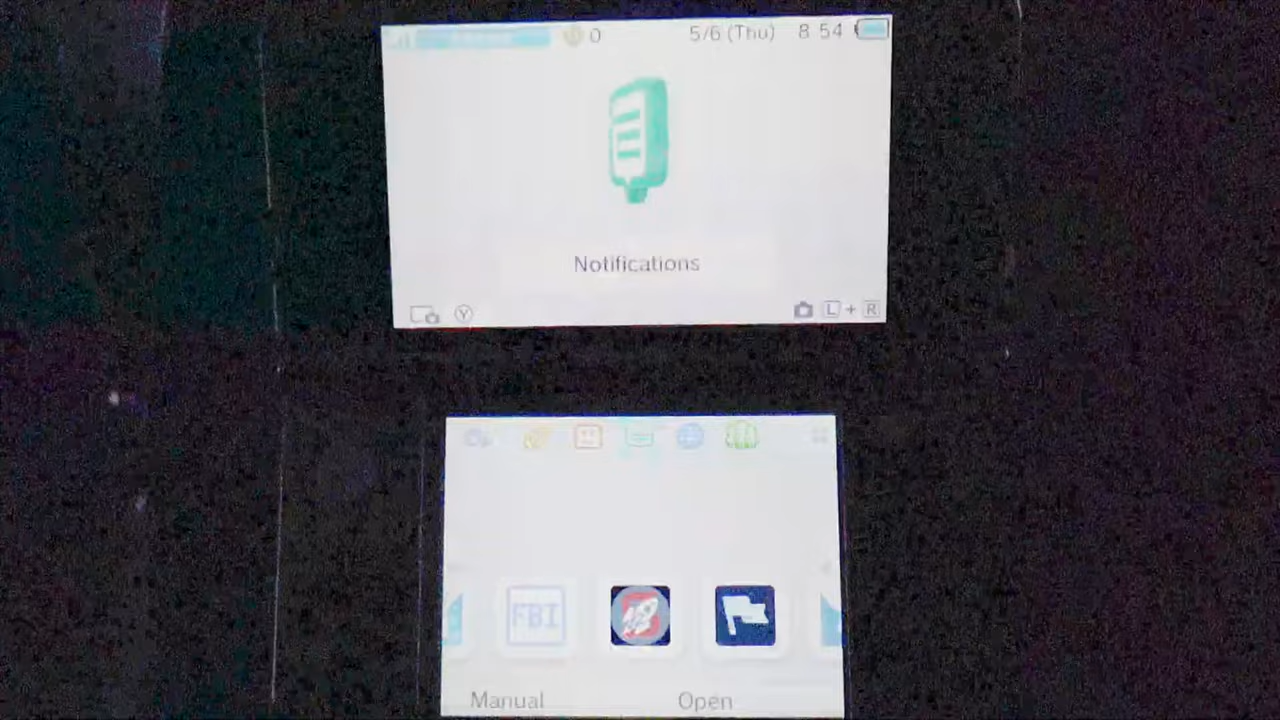 0 5/6 (Thu) 8 54
Notifications
Y L + R
FBI
Manual Open